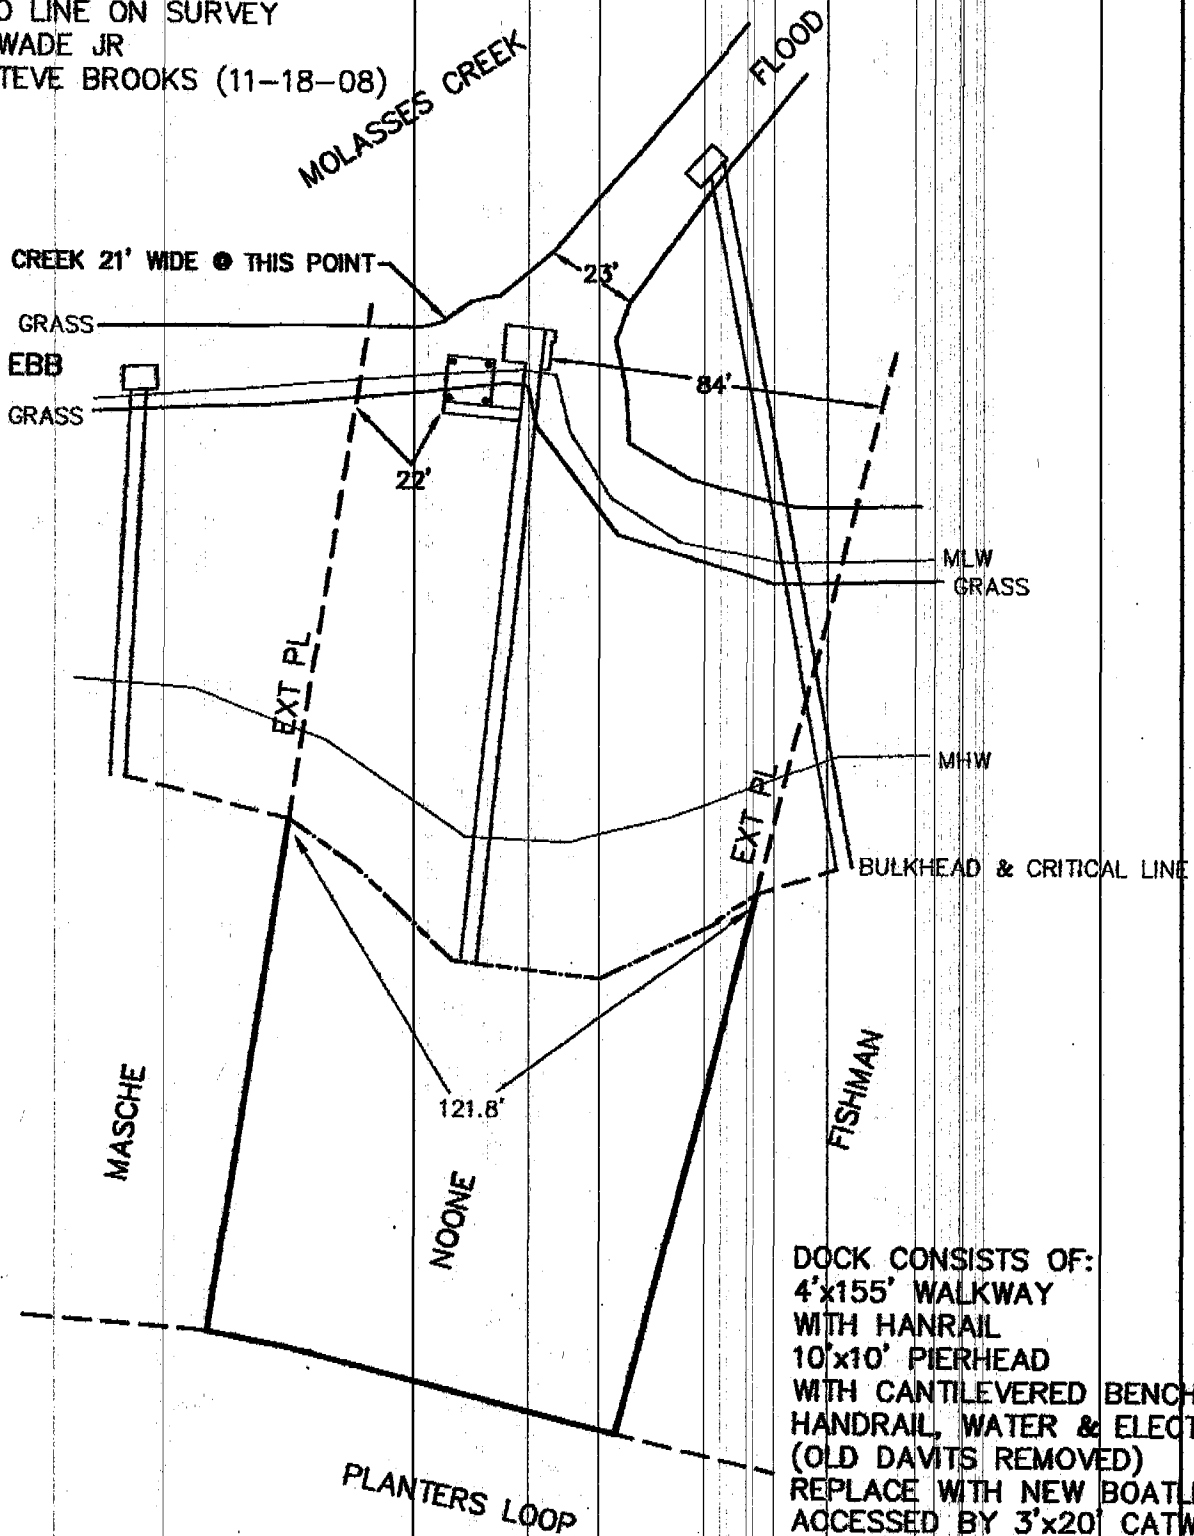 LINE ON SURVEY
WADE JR
STEVE BROOKS (11-18-08)
MOLASSES CREEK
FLOOD
CREEK 21' WIDE @ THIS POINT
23'
GRASS
EBB
84'
GRASS
22'
MLW
GRASS
EXT PL
MHW
EXT PL
BULKHEAD & CRITICAL LINE
121.8'
MASCHE
NOONE
FISHMAN
DOCK CONSISTS OF:
4'x155' WALKWAY
WITH HANRAIL
10'x10' PIERHEAD
WITH CANTILEVERED BENCH
HANDRAIL, WATER & ELECT
(OLD DAVITS REMOVED)
REPLACE WITH NEW BOATL
ACCESSED BY 3'x20' CATW
PLANTERS LOOP